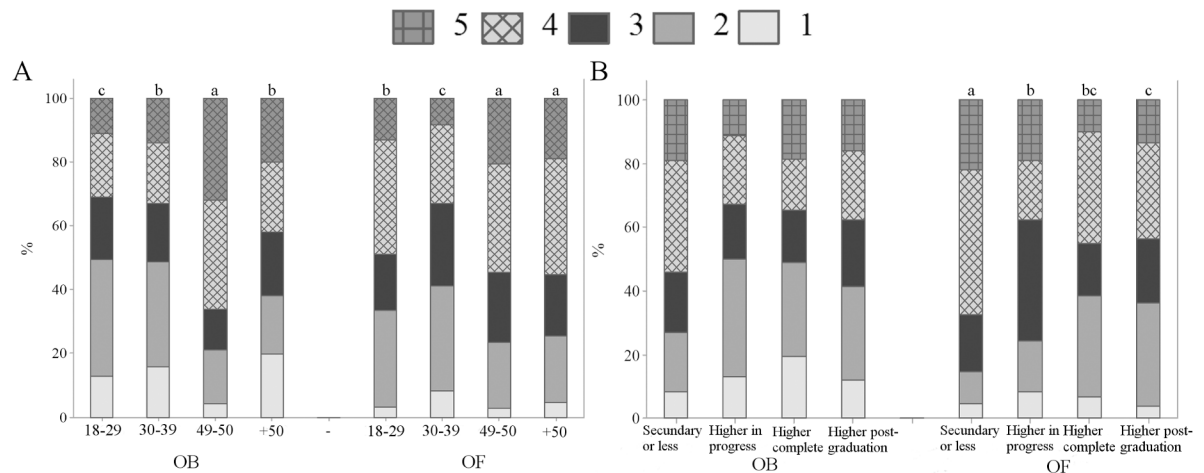 5 4 3 2 1
A
c b a b b c a a
100
80
60
40
20
0
%
18-29 30-39 49-50 +50 - 18-29 30-39 49-50 +50
OB OF
B
a b bc c
100
80
60
40
20
0
%
Secundary or less Higher in progress Higher complete Higher post-graduation Secundary or less Higher in progress Higher complete Higher post-graduation
OB OF